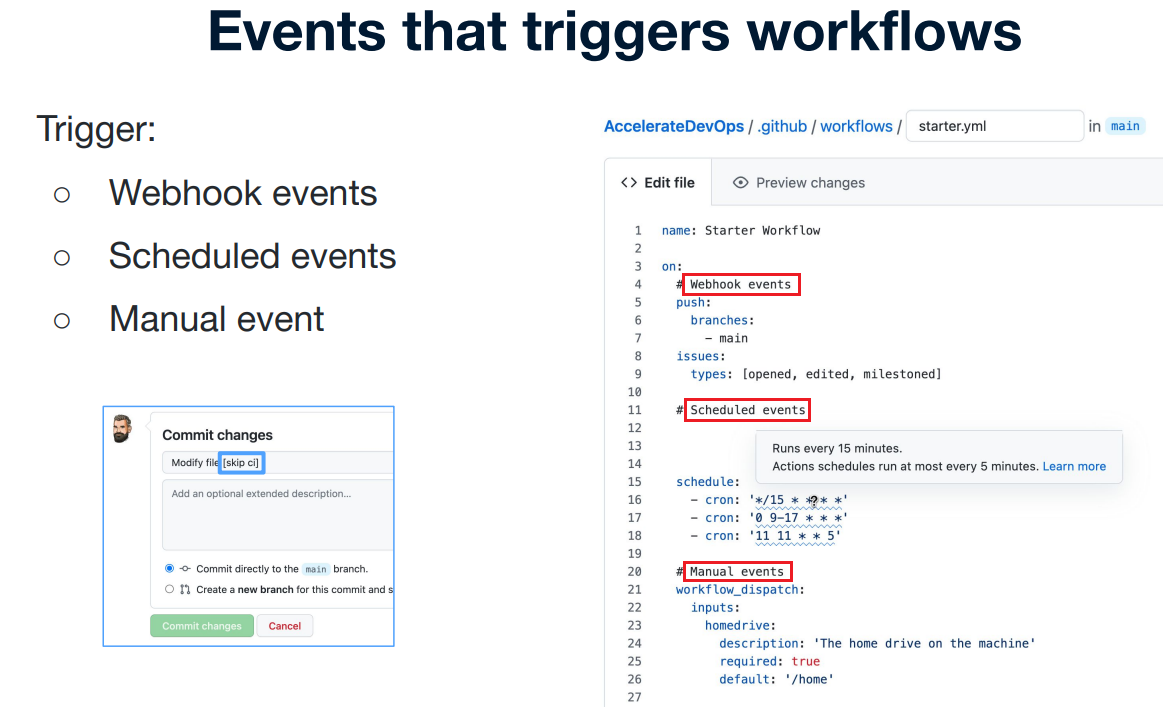 Events that triggers workflows
Trigger:
○ Webhook events
○ Scheduled events
○ Manual event
Commit changes
Modify file [skip ci]
Add an optional extended description...
Commit directly to the main branch.
Create a new branch for this commit and s
Commit changes Cancel
AccelerateDevOps / .github / workflows / starter.yml in main
<> Edit file Preview changes
1 name: Starter Workflow
2
3 on:
4 # Webhook events
5 push:
6 branches:
7 - main
8 issues:
9 types: [opened, edited, milestoned]
10
11 # Scheduled events
12
13
14
Runs every 15 minutes.
Actions schedules run at most every 5 minutes. Learn more
15 schedule:
16 - cron: '*/15 * * * *'
17 - cron: '0 9-17 * * *'
18 - cron: '11 11 * * 5'
19
20 # Manual events
21 workflow_dispatch:
22 inputs:
23 homedrive:
24 description: 'The home drive on the machine'
25 required: true
26 default: '/home'
27